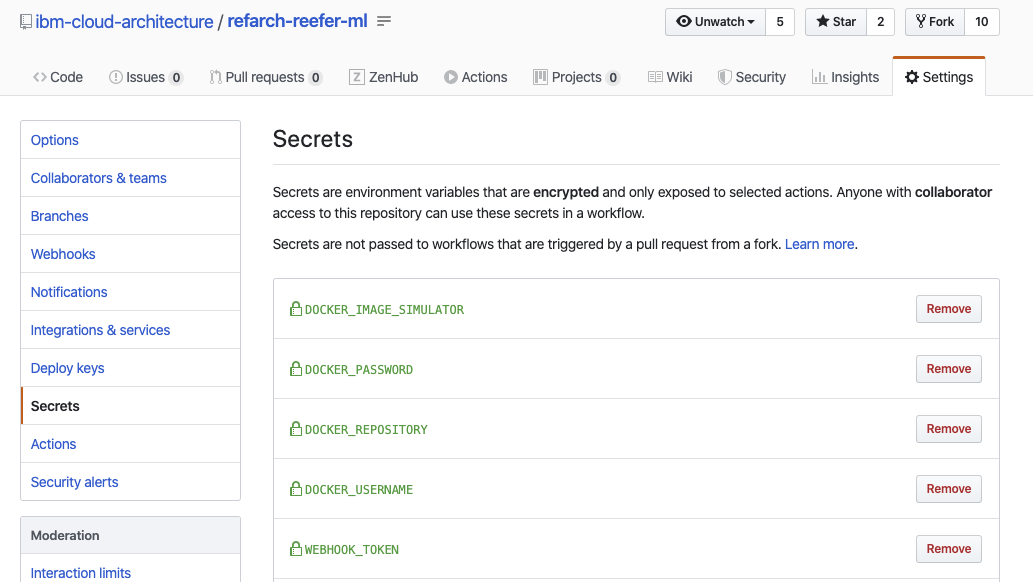 ibm-cloud-architecture / refarch-reefer-ml
Unwatch 5 Star 2 Fork 10
Code Issues 0 Pull requests 0 Z ZenHub Actions Projects 0 Wiki Security Insights Settings
Options
Collaborators & teams
Branches
Webhooks
Notifications
Integrations & services
Deploy keys
Secrets
Actions
Security alerts
Moderation
Interaction limits
Secrets
Secrets are environment variables that are encrypted and only exposed to selected actions. Anyone with collaborator
access to this repository can use these secrets in a workflow.
Secrets are not passed to workflows that are triggered by a pull request from a fork. Learn more.
DOCKER_IMAGE_SIMULATOR Remove
DOCKER_PASSWORD Remove
DOCKER_REPOSITORY Remove
DOCKER_USERNAME Remove
WEBHOOK_TOKEN Remove